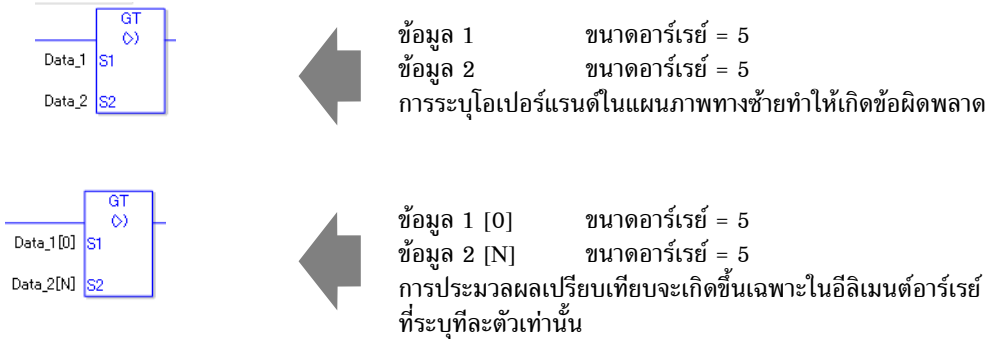 GT
(>)
Data_1 S1
Data_2 S2
ข้อมูล 1 ขนาดอาร์เรย์ = 5
ข้อมูล 2 ขนาดอาร์เรย์ = 5
การระบุโอเปอร์แรนด์ในแผนภาพทางซ้ายทำให้เกิดข้อผิดพลาด
GT
(>)
Data_1[0] S1
Data_2[N] S2
ข้อมูล 1 [0] ขนาดอาร์เรย์ = 5
ข้อมูล 2 [N] ขนาดอาร์เรย์ = 5
การประมวลผลเปรียบเทียบจะเกิดขึ้นเฉพาะในอีลิเมนต์อาร์เรย์
ที่ระบุทีละตัวเท่านั้น